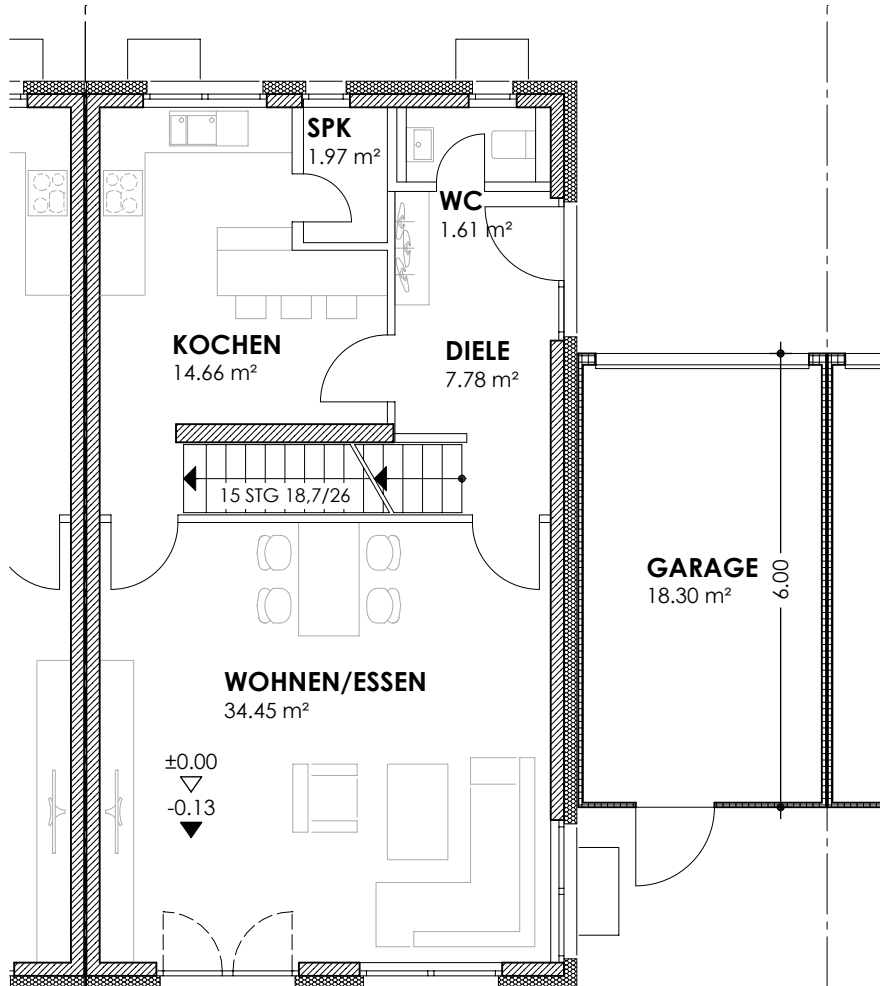 SPK
1.97 m²
WC
1.61 m²
KOCHEN
14.66 m²
DIELE
7.78 m²
15 STG 18,7/26
GARAGE
18.30 m²
6.00
WOHNEN/ESSEN
34.45 m²
±0.00
-0.13